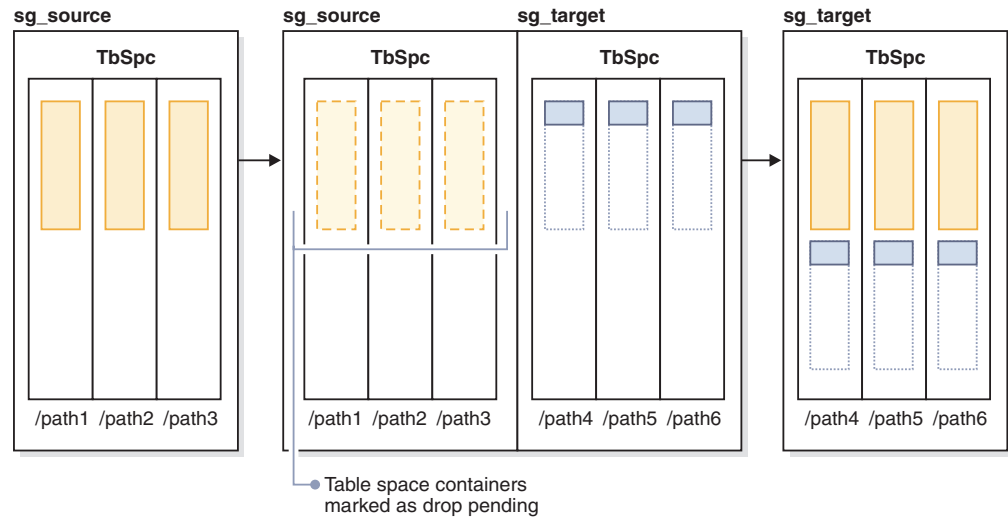 sg_source
TbSpc
/path1 /path2 /path3
sg_source
TbSpc
/path1 /path2 /path3
sg_target
TbSpc
/path4 /path5 /path6
sg_target
TbSpc
/path4 /path5 /path6
Table space containers
marked as drop pending